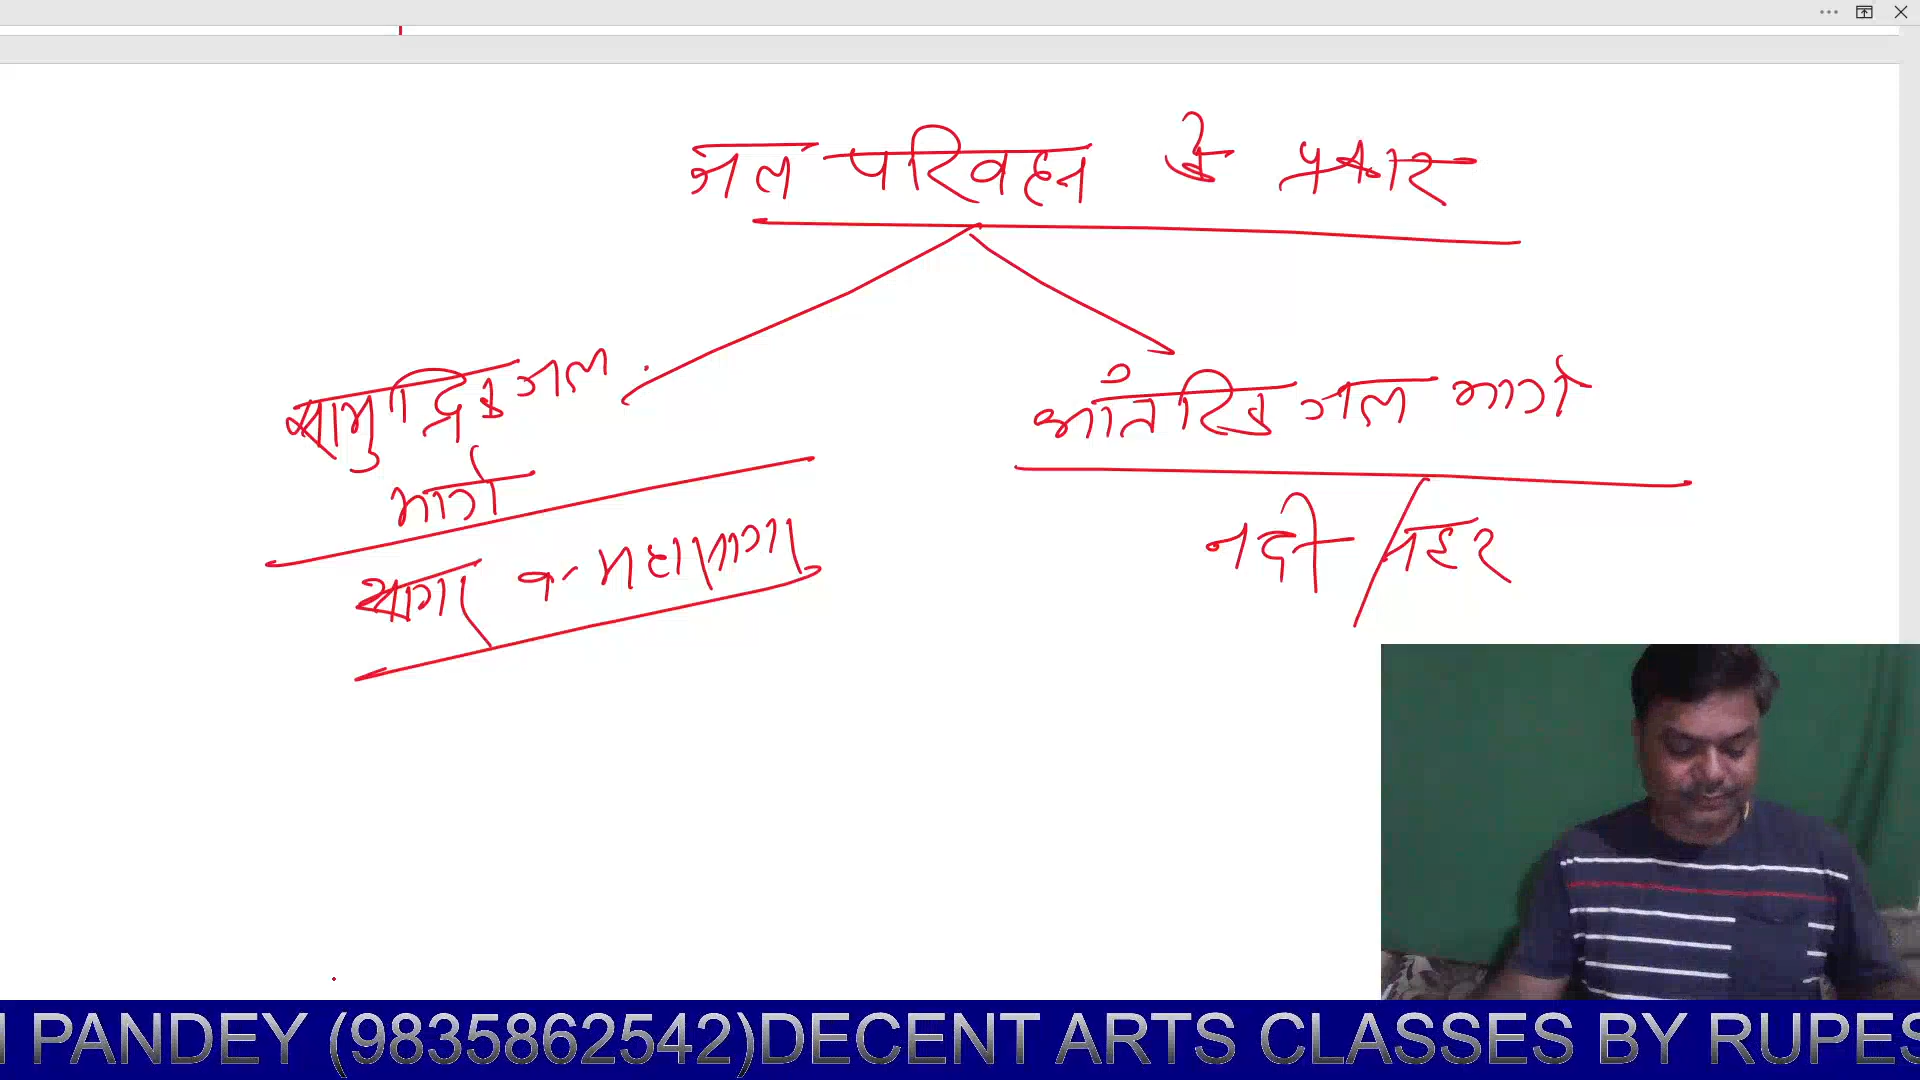 जल परिवहन के प्रकार
सामुद्रिक जल
मार्ग
सागर व महासागर
आंतरिक जल मार्ग
नदी / नहर
N PANDEY (9835862542)DECENT ARTS CLASSES BY RUPES